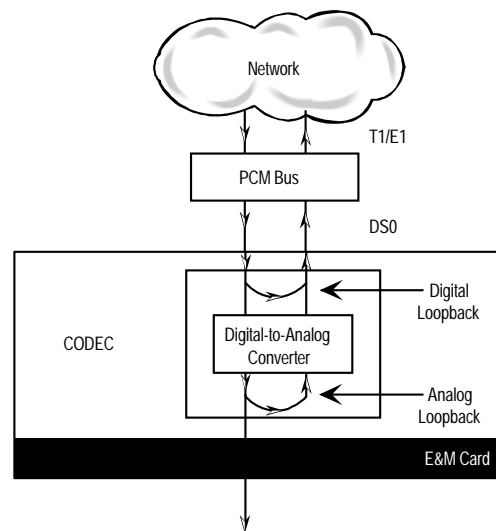 Network
T1/E1
PCM Bus
DS0
Digital
Loopback
CODEC
Digital-to-Analog
Converter
Analog
Loopback
E&M Card